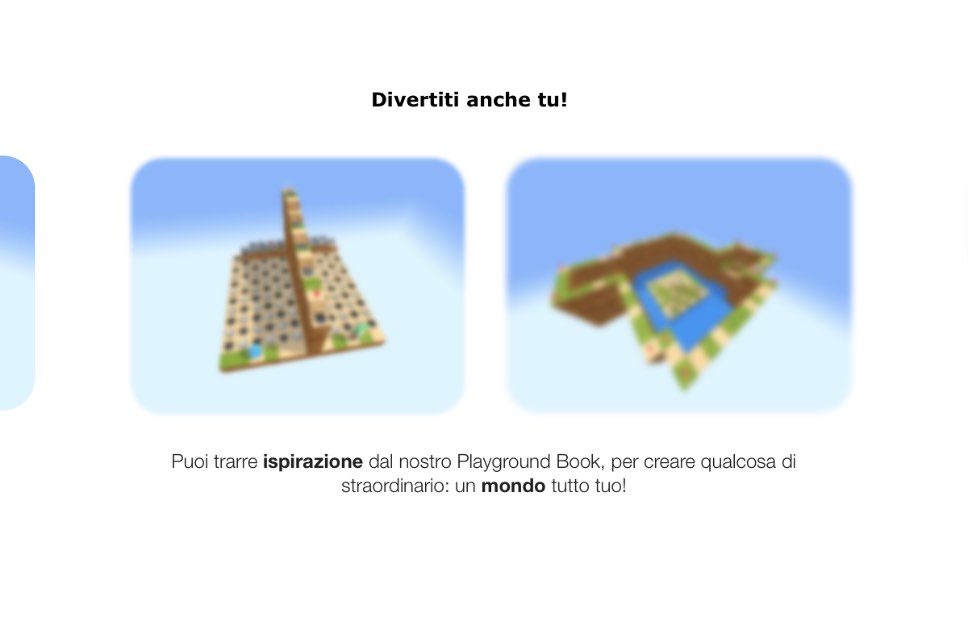 Divertiti anche tu!
Puoi trarre ispirazione dal nostro Playground Book, per creare qualcosa di
straordinario: un mondo tutto tuo!